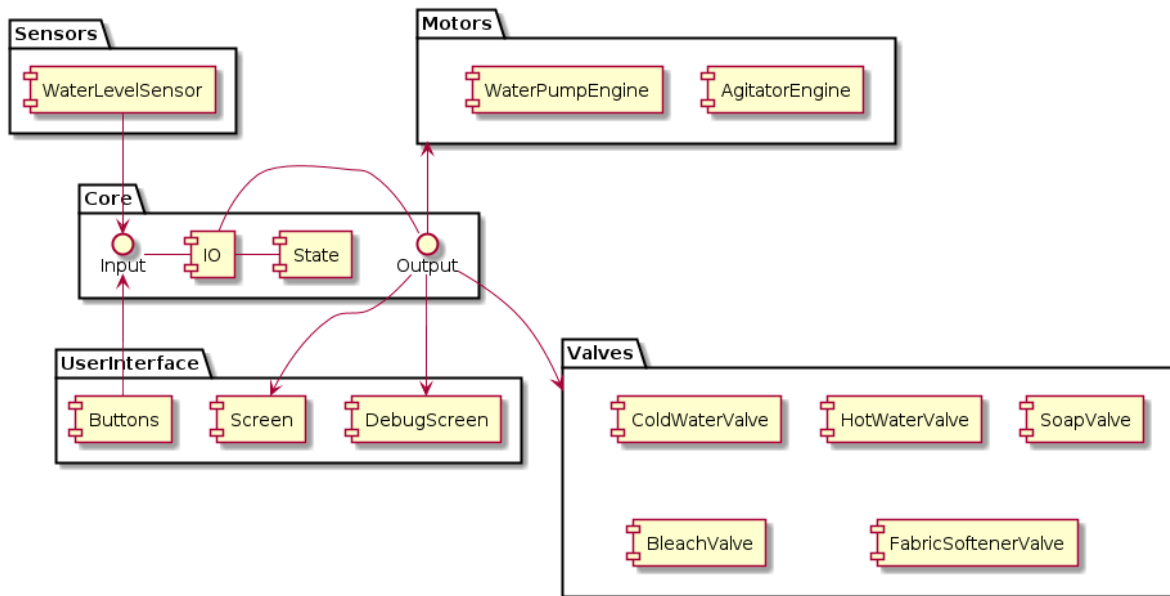 Sensors
WaterLevelSensor
Motors
WaterPumpEngine
AgitatorEngine
Core
Input
IO
State
Output
UserInterface
Buttons
Screen
DebugScreen
Valves
ColdWaterValve
HotWaterValve
SoapValve
BleachValve
FabricSoftenerValve